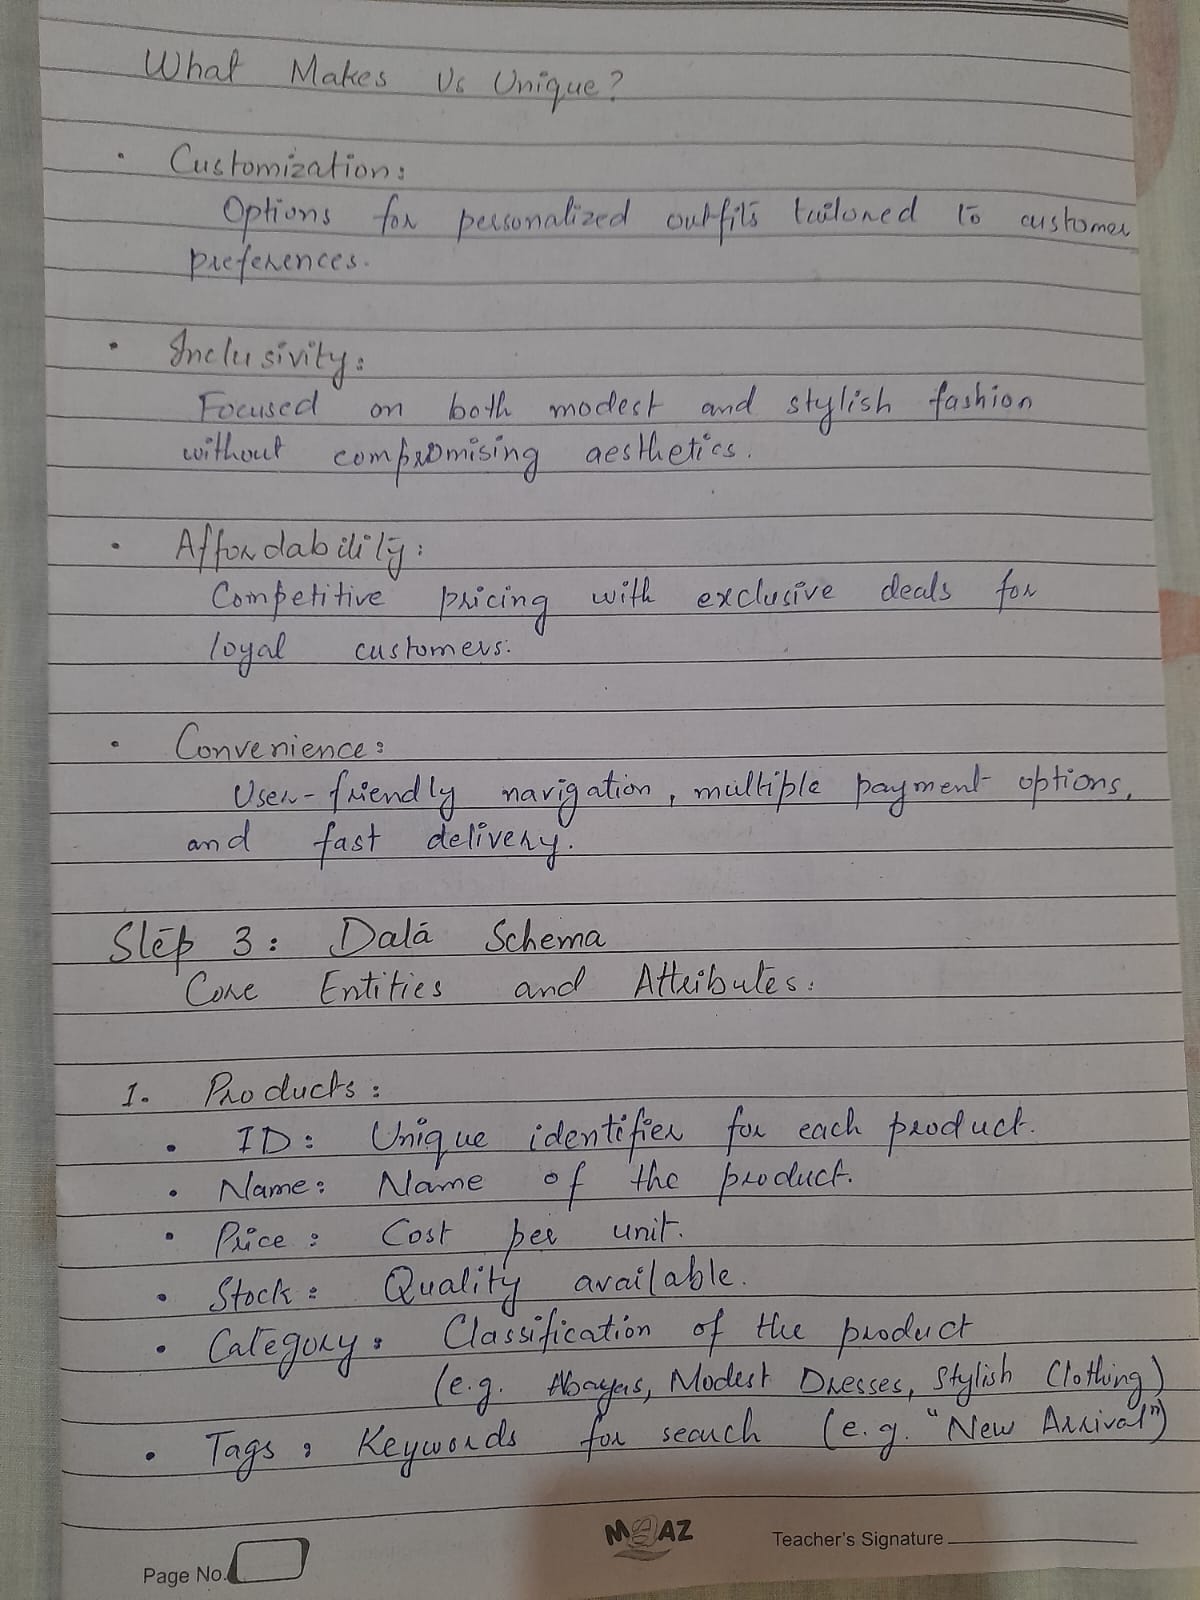 What Makes Us Unique?
• Customization:
Options for personalized outfits tailored to customer
preferences.
• Inclusivity:
Focused on both modest and stylish fashion
without compromising aesthetics.
• Affordability:
Competitive pricing with exclusive deals for
loyal customers.
• Convenience:
User-friendly navigation, multiple payment options,
and fast delivery.
Step 3: Data Schema
Core Entities and Attributes:
1. Products:
• ID: Unique identifier for each product.
• Name: Name of the product.
• Price: Cost per unit.
• Stock: Quality available.
• Category: Classification of the product
(e.g. Abayas, Modest Dresses, Stylish Clothing)
• Tags: Keywords for search (e.g. "New Arrival")
Page No.
MOAZ
Teacher's Signature